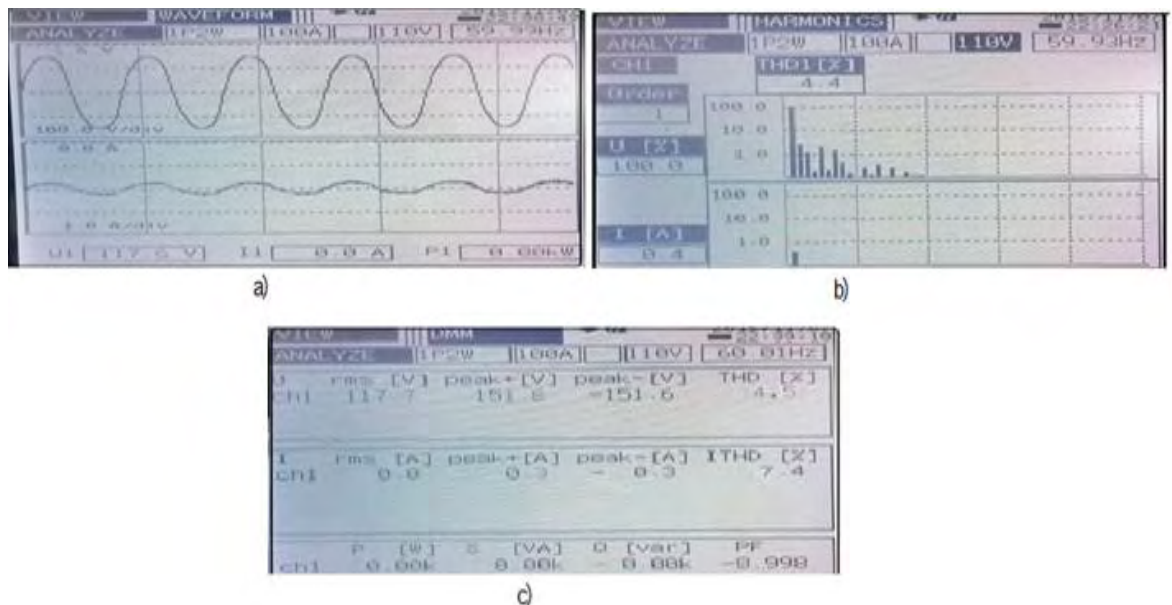 VIEW WAVEFORM
ANALYZE 1P2W 100A 110V 59.99Hz
100.0 V/div
0.0 A
1.0 A/div
U1 117.6 V I1 0.0 A P1 0.00kW
a)
VIEW HARMONICS
ANALYZE 1P2W 100A 110V 59.93Hz
CH1 THD1[%]
4.4
Order
1
U [%]
100.0
100.0
10.0
1.0
I [A]
0.4
100.0
10.0
1.0
b)
VIEW DMM
ANALYZE 1P2W 100A 110V 60.01Hz
U rms [V] peak+[V] peak-[V] THD [%]
ch1 117.7 151.8 -151.6 4.5
I rms [A] peak+[A] peak-[A] ITHD [%]
ch1 0.0 0.3 - 0.3 7.4
P [W] S [VA] Q [var] PF
ch1 0.00k 0.00k - 0.00k -0.998
c)